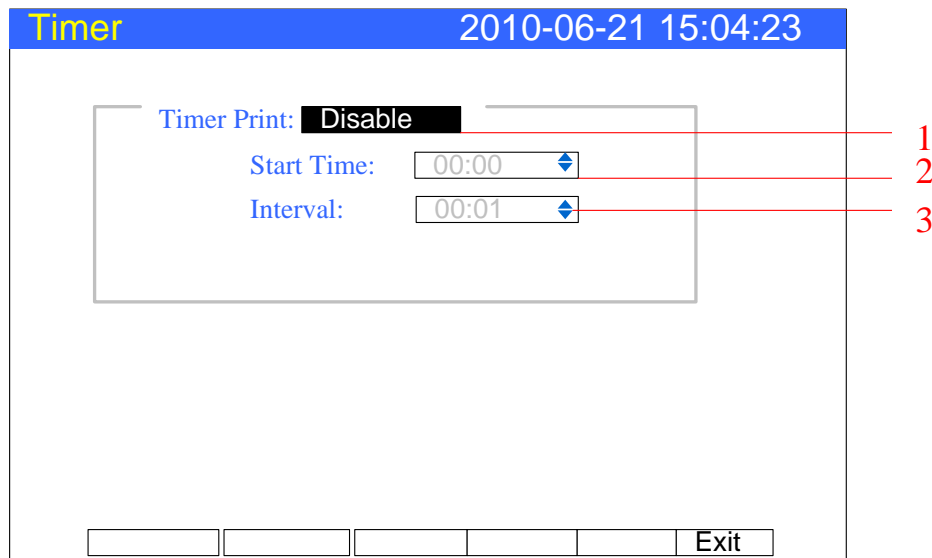 Timer 2010-06-21 15:04:23
Timer Print: Disable
1
Start Time: 00:00
2
Interval: 00:01
3
Exit